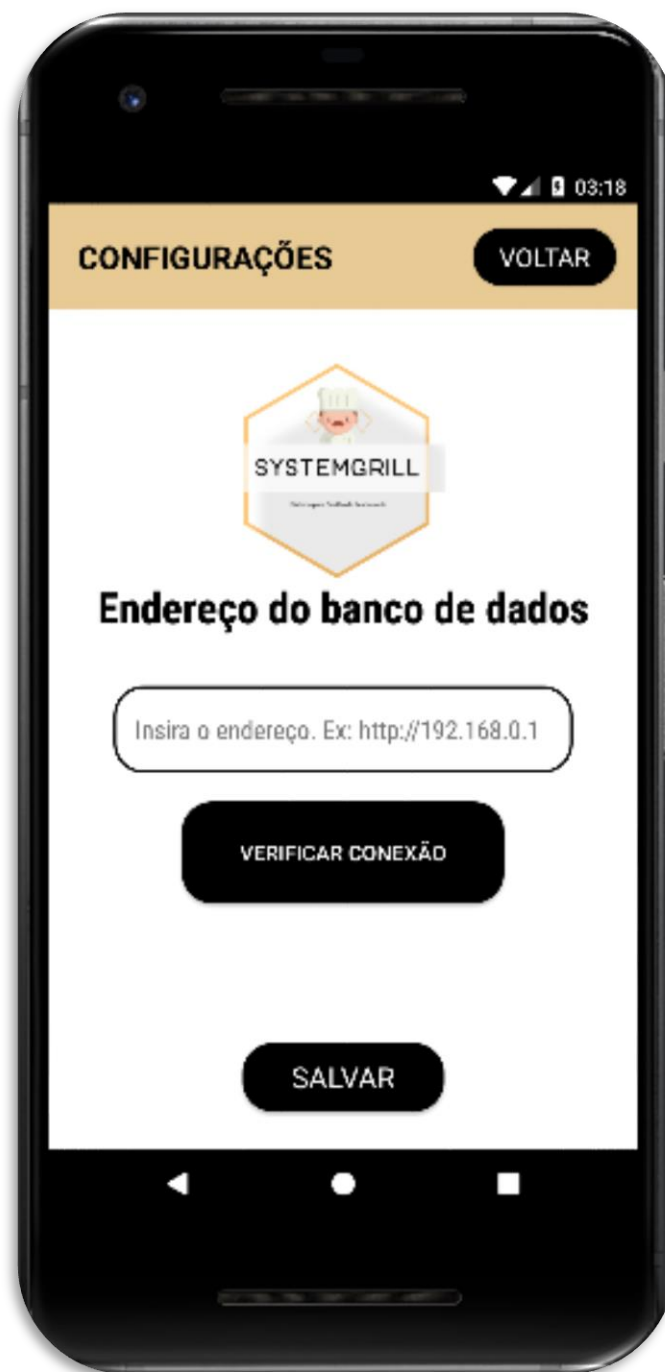 03:18
CONFIGURAÇÕES
VOLTAR
SYSTEMGRILL
Endereço do banco de dados
Insira o endereço. Ex: http://192.168.0.1
VERIFICAR CONEXÃO
SALVAR